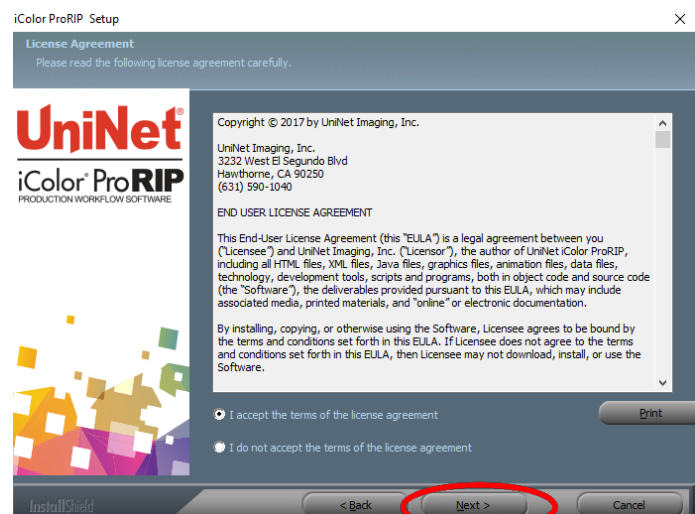 iColor ProRIP Setup
License Agreement
Please read the following license agreement carefully.
UniNet®
iColor® ProRIP
PRODUCTION WORKFLOW SOFTWARE
Copyright © 2017 by UniNet Imaging, Inc.
UniNet Imaging, Inc.
3232 West El Segundo Blvd
Hawthorne, CA 90250
(631) 590-1040
END USER LICENSE AGREEMENT
This End-User License Agreement (this "EULA") is a legal agreement between you
("Licensee") and UniNet Imaging, Inc. ("Licensor"), the author of UniNet iColor ProRIP,
including all HTML files, XML files, Java files, graphics files, animation files, data files,
technology, development tools, scripts and programs, both in object code and source code
(the "Software"), the deliverables provided pursuant to this EULA, which may include
associated media, printed materials, and "online" or electronic documentation.
By installing, copying, or otherwise using the Software, Licensee agrees to be bound by
the terms and conditions set forth in this EULA. If Licensee does not agree to the terms
and conditions set forth in this EULA, then Licensee may not download, install, or use the
Software.
I accept the terms of the license agreement
Print
I do not accept the terms of the license agreement
InstallShield
< Back
Next >
Cancel